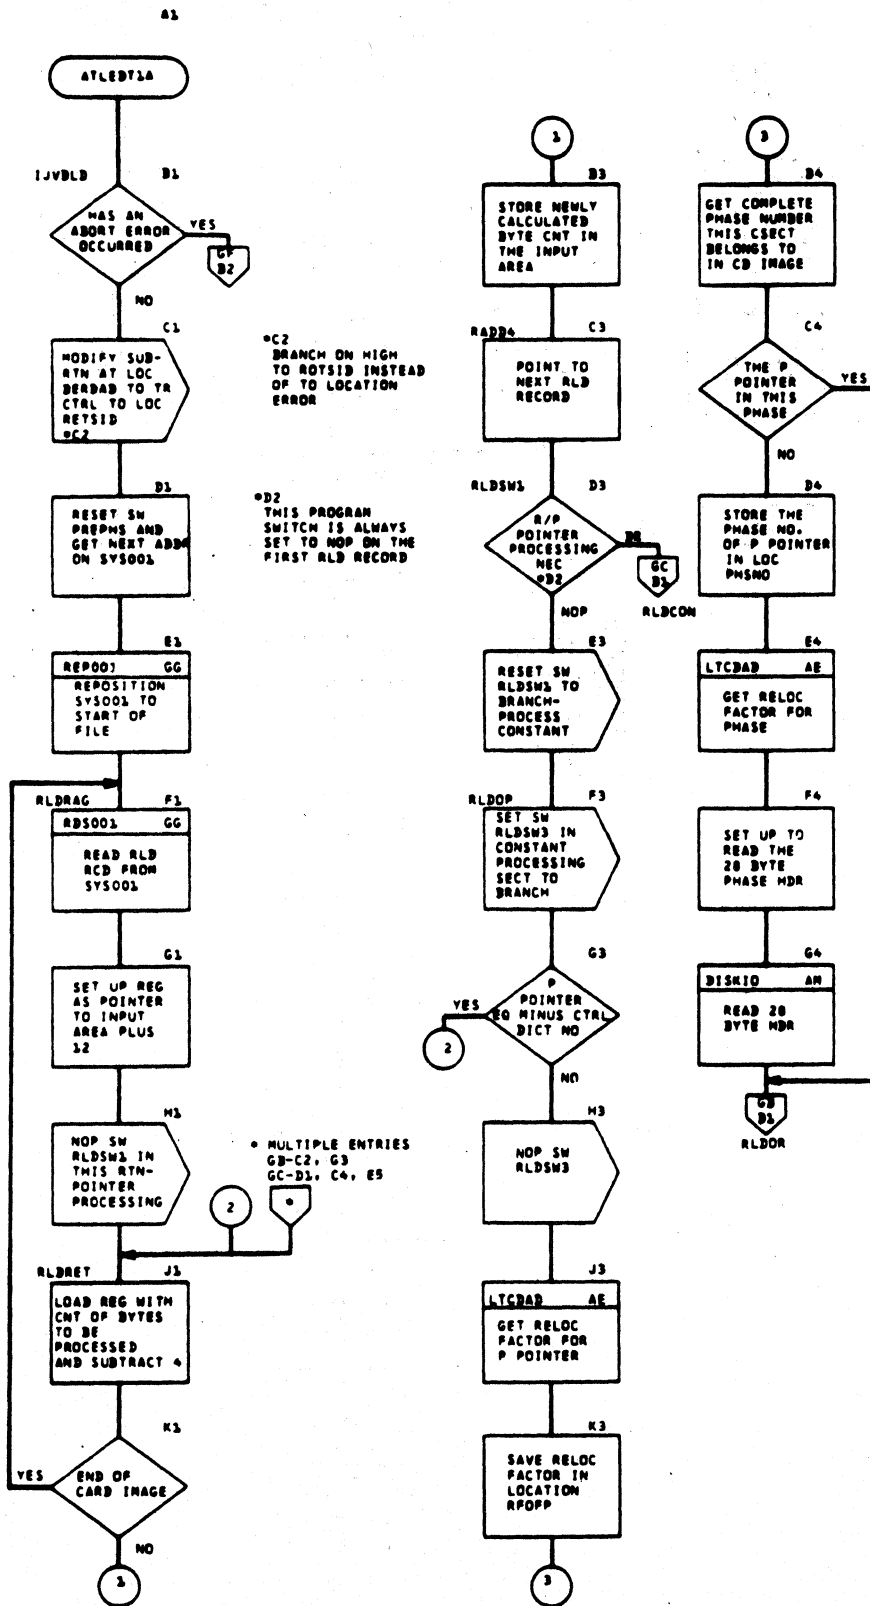 A1
ATLEDT1A
IJVBLD
B1
HAS AN
ABORT ERROR
OCCURRED
YES
GF
B2
NO
C1
MODIFY SUB-
RTN AT LOC
BERDAD TO TR
CTRL TO LOC
RETSID
*C2
*C2
BRANCH ON HIGH
TO ROTSID INSTEAD
OF TO LOCATION
ERROR
D1
RESET SW
PREPHS AND
GET NEXT ADDR
ON SYS001
*D2
THIS PROGRAM
SWITCH IS ALWAYS
SET TO NOP ON THE
FIRST RLD RECORD
E1
REP001 GG
REPOSITION
SYS001 TO
START OF
FILE
RLDRAG F1
RDS001 GG
READ RLD
RCD FROM
SYS001
G1
SET UP REG
AS POINTER
TO INPUT
AREA PLUS
12
H1
NOP SW
RLDSW1 IN
THIS RTN-
POINTER
PROCESSING
* MULTIPLE ENTRIES
GB-C2, G3
GC-D1, C4, E5
2
*
RLDRET J1
LOAD REG WITH
CNT OF BYTES
TO BE
PROCESSED
AND SUBTRACT 4
K1
YES
END OF
CARD IMAGE
NO
1
1
B3
STORE NEWLY
CALCULATED
BYTE CNT IN
THE INPUT
AREA
RADD4 C3
POINT TO
NEXT RLD
RECORD
RLDSW1 D3
R/P
POINTER
PROCESSING
NEC
*D2
GC
B1
RLDCON
NOP
E3
RESET SW
RLDSW1 TO
BRANCH-
PROCESS
CONSTANT
RLDOP F3
SET SW
RLDSW3 IN
CONSTANT
PROCESSING
SECT TO
BRANCH
G3
P
POINTER
EQ MINUS CTRL
DICT NO
YES
2
NO
H3
NOP SW
RLDSW3
J3
LTCDAD AE
GET RELOC
FACTOR FOR
P POINTER
K3
SAVE RELOC
FACTOR IN
LOCATION
RFOFP
3
3
B4
GET COMPLETE
PHASE NUMBER
THIS CSECT
BELONGS TO
IN CD IMAGE
C4
THE P
POINTER
IN THIS
PHASE
YES
NO
D4
STORE THE
PHASE NO.
OF P POINTER
IN LOC
PHSNO
E4
LTCDAD AE
GET RELOC
FACTOR FOR
PHASE
F4
SET UP TO
READ THE
28 BYTE
PHASE HDR
G4
DISKIO AM
READ 28
BYTE HDR
GB
B1
RLDOR